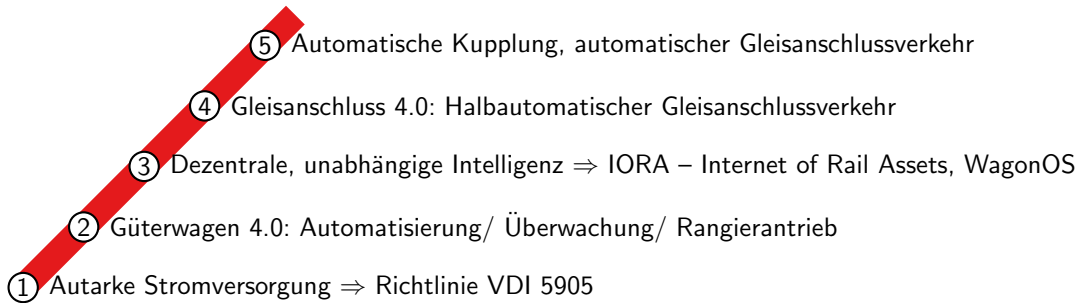 5 Automatische Kupplung, automatischer Gleisanschlussverkehr
4 Gleisanschluss 4.0: Halbautomatischer Gleisanschlussverkehr
3 Dezentrale, unabhängige Intelligenz ⇒ IORA – Internet of Rail Assets, WagonOS
2 Güterwagen 4.0: Automatisierung/ Überwachung/ Rangierantrieb
1 Autarke Stromversorgung ⇒ Richtlinie VDI 5905